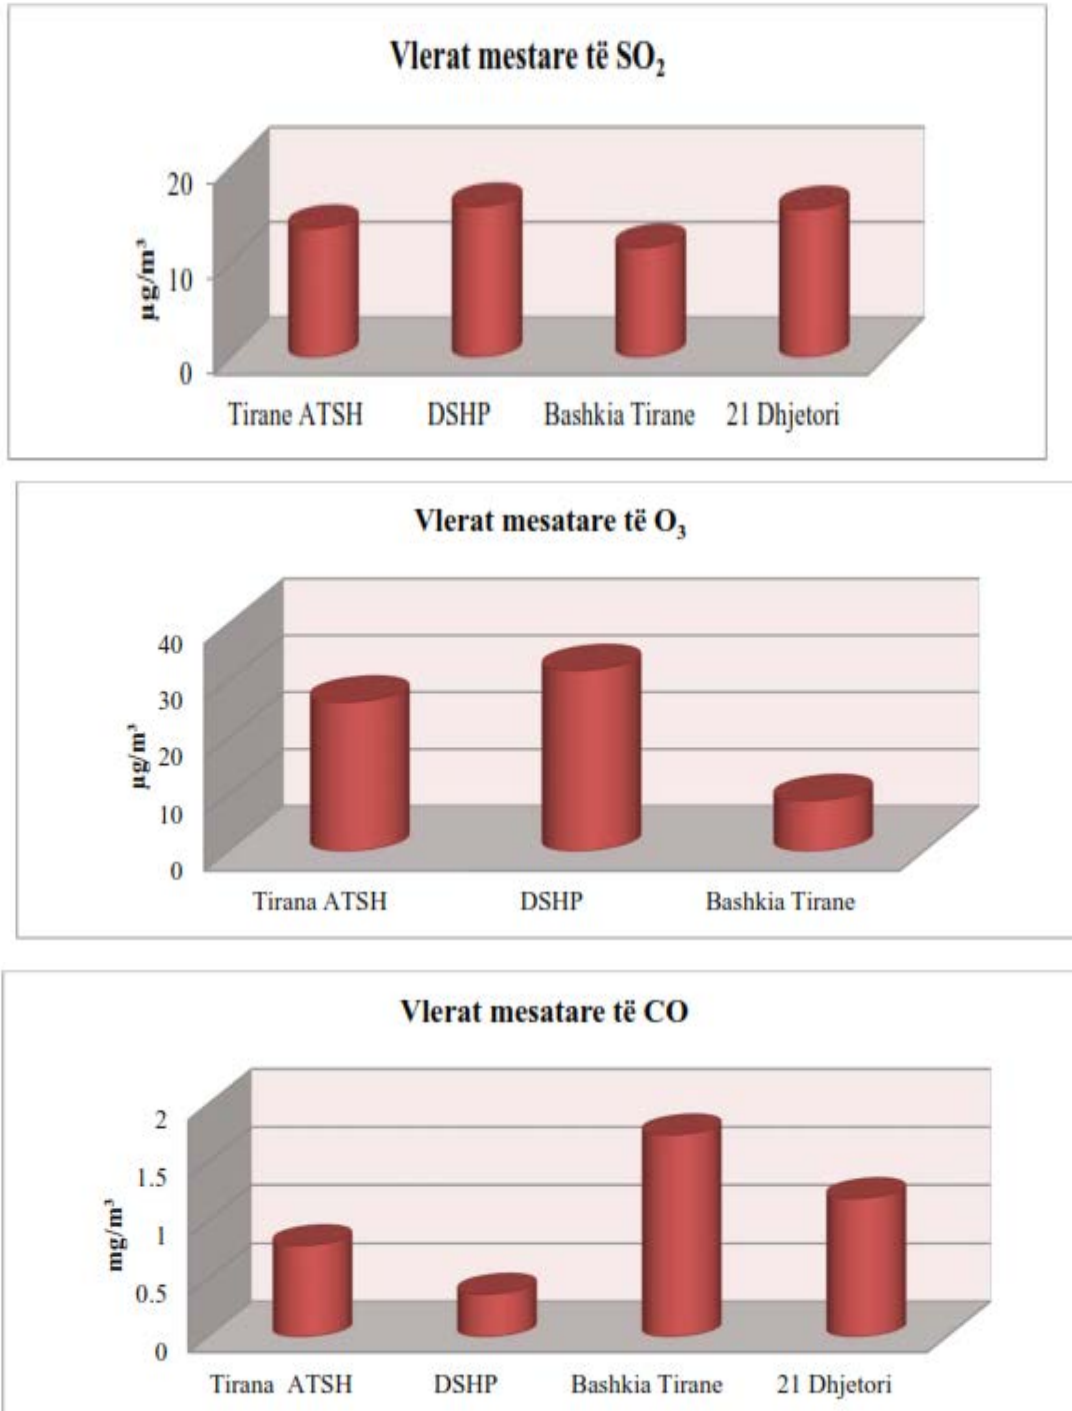 Vlerat mestare të SO₂
20
10
0
µg/m³
Tirane ATSH DSHP Bashkia Tirane 21 Dhjetori
Vlerat mesatare të O₃
40
30
20
10
0
µg/m³
Tirana ATSH DSHP Bashkia Tirane
Vlerat mesatare të CO
2
1.5
1
0.5
0
mg/m³
Tirana ATSH DSHP Bashkia Tirane 21 Dhjetori